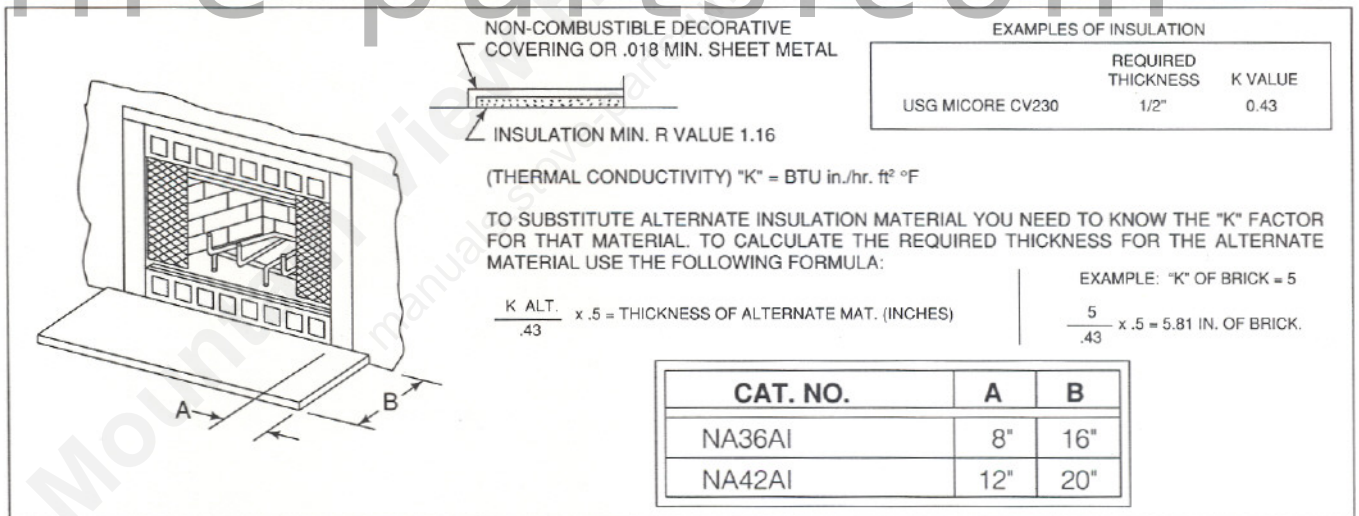 NON-COMBUSTIBLE DECORATIVE
COVERING OR .018 MIN. SHEET METAL
INSULATION MIN. R VALUE 1.16
EXAMPLES OF INSULATION
REQUIRED
THICKNESS K VALUE
USG MICORE CV230 1/2" 0.43
(THERMAL CONDUCTIVITY) "K" = BTU in./hr. ft² °F
TO SUBSTITUTE ALTERNATE INSULATION MATERIAL YOU NEED TO KNOW THE "K" FACTOR
FOR THAT MATERIAL. TO CALCULATE THE REQUIRED THICKNESS FOR THE ALTERNATE
MATERIAL USE THE FOLLOWING FORMULA:
K ALT.
x .5 = THICKNESS OF ALTERNATE MAT. (INCHES)
.43
EXAMPLE: "K" OF BRICK = 5
5
x .5 = 5.81 IN. OF BRICK.
.43
A
B
CAT. NO. A B
NA36AI 8" 16"
NA42AI 12" 20"
Mountain View